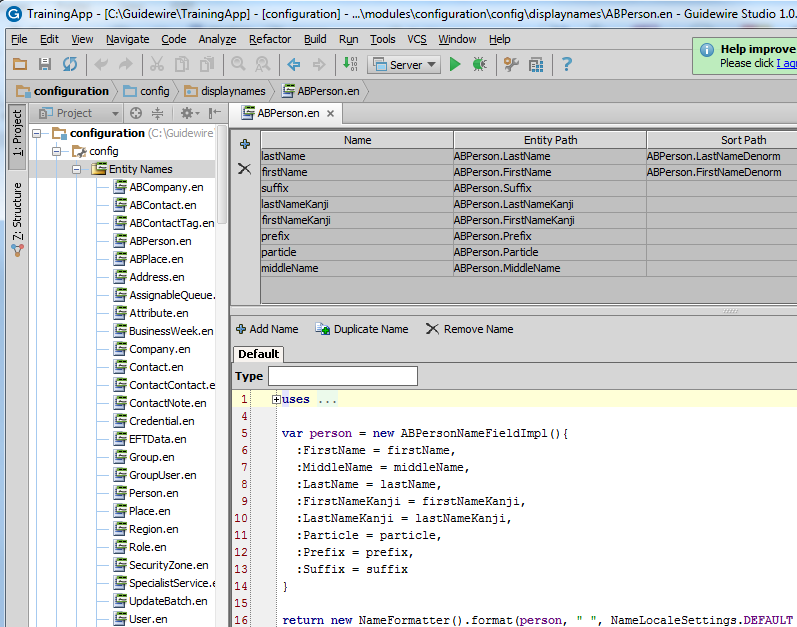 TrainingApp - [C:\Guidewire\TrainingApp] - [configuration] - ...\modules\configuration\config\displaynames\ABPerson.en - Guidewire Studio 1.0.
File Edit View Navigate Code Analyze Refactor Build Run Tools VCS Window Help
Help improve
Please click I ag
Server
configuration config displaynames ABPerson.en
1: Project
7: Structure
Project
configuration (C:\Guidewire
config
Entity Names
ABCompany.en
ABContact.en
ABContactTag.en
ABPerson.en
ABPlace.en
Address.en
AssignableQueue.
Attribute.en
BusinessWeek.en
Company.en
Contact.en
ContactContact.e
ContactNote.en
Credential.en
EFTData.en
Group.en
GroupUser.en
Person.en
Place.en
Region.en
Role.en
SecurityZone.en
SpecialistService.e
UpdateBatch.en
User.en
ABPerson.en
Name Entity Path Sort Path
lastName ABPerson.LastName ABPerson.LastNameDenorm
firstName ABPerson.FirstName ABPerson.FirstNameDenorm
suffix ABPerson.Suffix
lastNameKanji ABPerson.LastNameKanji
firstNameKanji ABPerson.FirstNameKanji
prefix ABPerson.Prefix
particle ABPerson.Particle
middleName ABPerson.MiddleName
Add Name Duplicate Name Remove Name
Default
Type
1 uses ...
4
5 var person = new ABPersonNameFieldImpl(){
6 :FirstName = firstName,
7 :MiddleName = middleName,
8 :LastName = lastName,
9 :FirstNameKanji = firstNameKanji,
10 :LastNameKanji = lastNameKanji,
11 :Particle = particle,
12 :Prefix = prefix,
13 :Suffix = suffix
14 }
15
16 return new NameFormatter().format(person, " ", NameLocaleSettings.DEFAULT